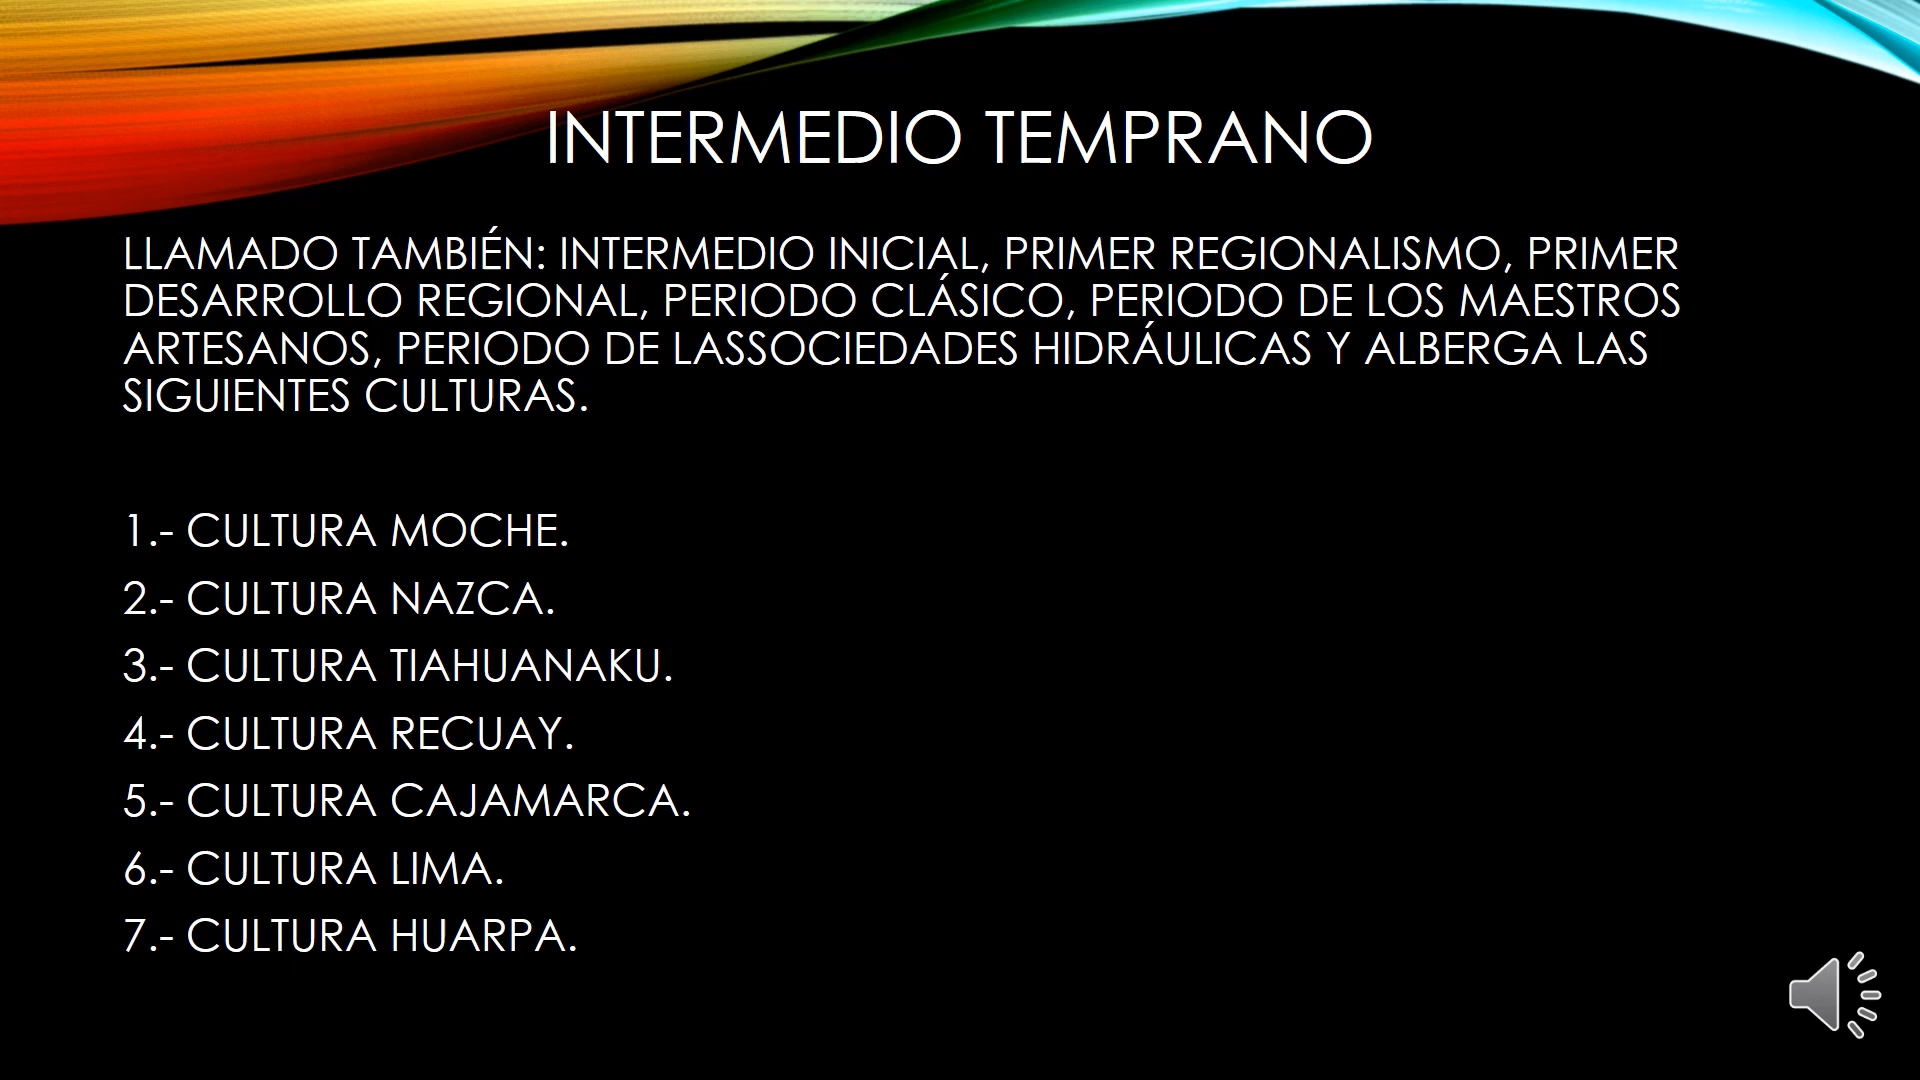 INTERMEDIO TEMPRANO
LLAMADO TAMBIÉN: INTERMEDIO INICIAL, PRIMER REGIONALISMO, PRIMER
DESARROLLO REGIONAL, PERIODO CLÁSICO, PERIODO DE LOS MAESTROS
ARTESANOS, PERIODO DE LASSOCIEDADES HIDRÁULICAS Y ALBERGA LAS
SIGUIENTES CULTURAS.
1.- CULTURA MOCHE.
2.- CULTURA NAZCA.
3.- CULTURA TIAHUANAKU.
4.- CULTURA RECUAY.
5.- CULTURA CAJAMARCA.
6.- CULTURA LIMA.
7.- CULTURA HUARPA.